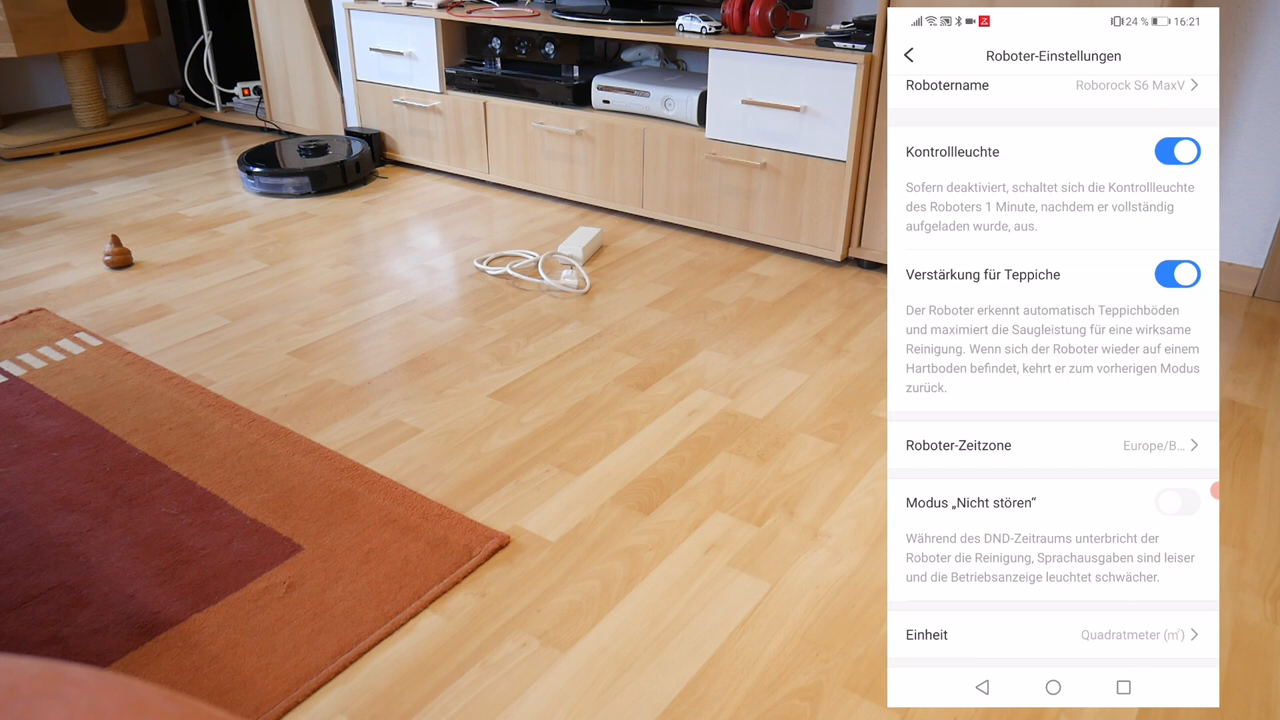 24 % 16:21
Roboter-Einstellungen
Robotername Roborock S6 MaxV
Kontrollleuchte
Sofern deaktiviert, schaltet sich die Kontrollleuchte
des Roboters 1 Minute, nachdem er vollständig
aufgeladen wurde, aus.
Verstärkung für Teppiche
Der Roboter erkennt automatisch Teppichböden
und maximiert die Saugleistung für eine wirksame
Reinigung. Wenn sich der Roboter wieder auf einem
Hartboden befindet, kehrt er zum vorherigen Modus
zurück.
Roboter-Zeitzone Europe/B...
Modus „Nicht stören“
Während des DND-Zeitraums unterbricht der
Roboter die Reinigung, Sprachausgaben sind leiser
und die Betriebsanzeige leuchtet schwächer.
Einheit Quadratmeter (㎡)